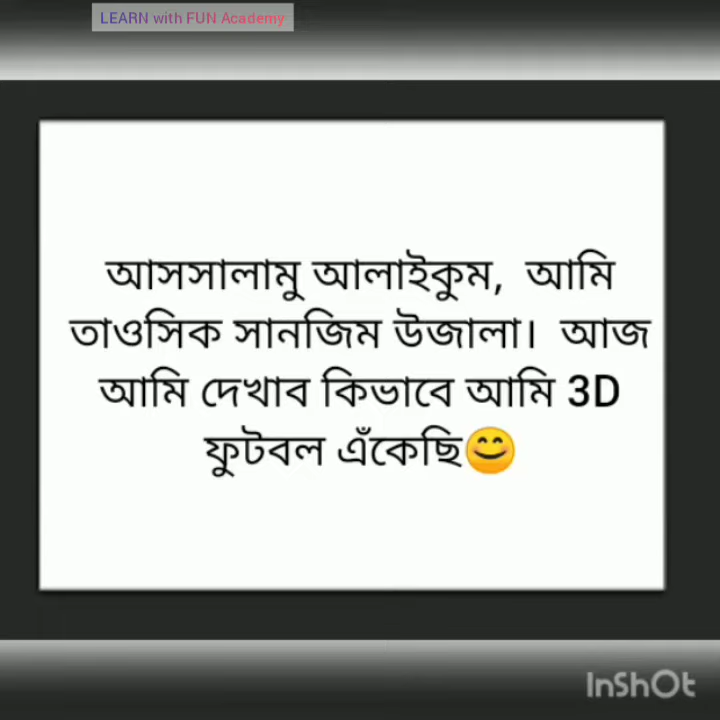 LEARN with FUN Academy
আসসালামু আলাইকুম, আমি
তাওসিক সানজিম উজালা। আজ
আমি দেখাব কিভাবে আমি 3D
ফুটবল এঁকেছি😊
InShOt